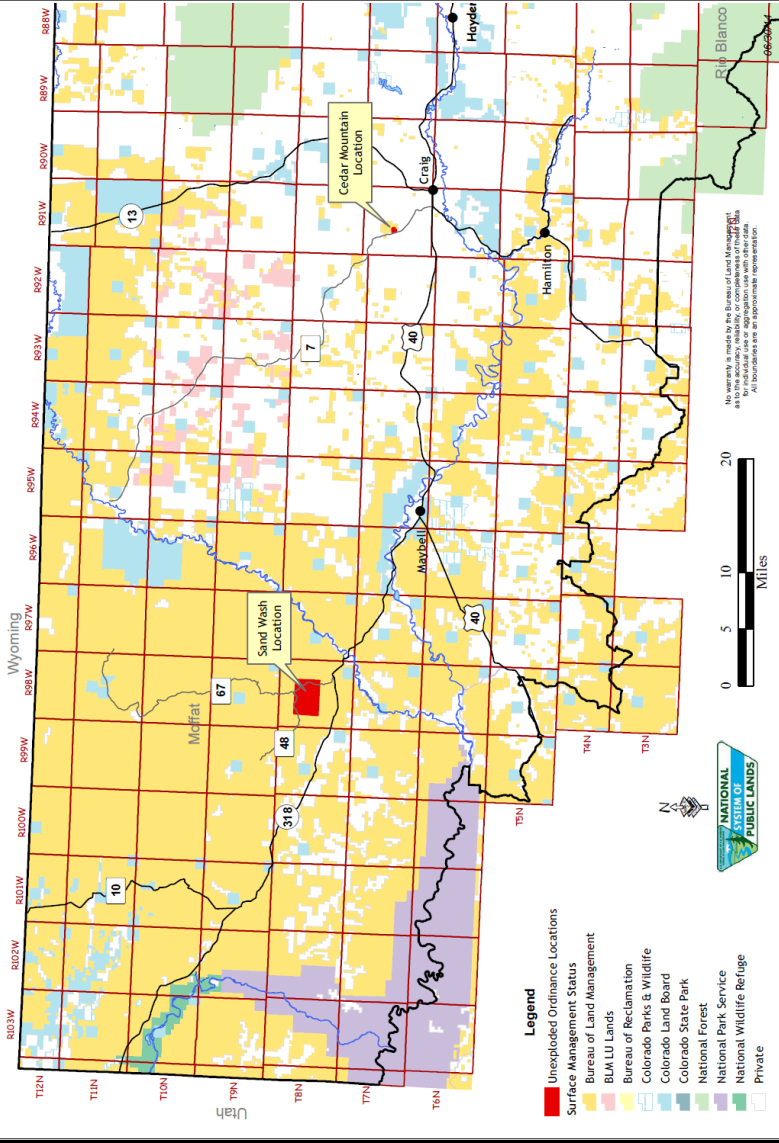 Wyoming
R103W
R102W
R101W
R100W
R99W
R98W
R97W
R96W
R95W
R94W
R93W
R92W
R91W
R90W
R89W
R88W
T12N
T11N
T10N
T9N
T8N
T7N
T6N
T5N
T4N
T3N
Utah
Moffat
10
318
48
67
Sand Wash
Location
13
7
Cedar Mountain
Location
40
40
Maybell
Craig
Hayden
Hamilton
Rio Blanco
Legend
Unexploded Ordinance Locations
Surface Management Status
Bureau of Land Management
BLM LU Lands
Bureau of Reclamation
Colorado Parks & Wildlife
Colorado Land Board
Colorado State Park
National Forest
National Park Service
National Wildlife Refuge
Private
N
NATIONAL
SYSTEM OF
PUBLIC LANDS
0 5 10 20
Miles
No warranty is made by the Bureau of Land Management
as to the accuracy, reliability, or completeness of these data
for individual use or aggregation use with other data.
All boundaries are an approximate representation.